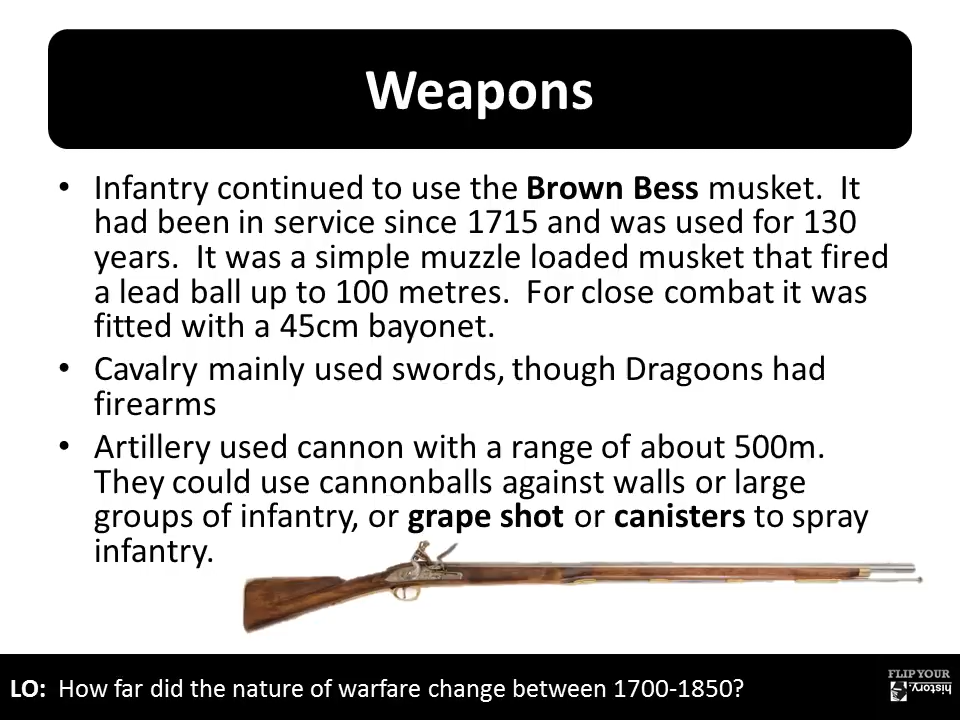 Weapons
• Infantry continued to use the Brown Bess musket.  It
had been in service since 1715 and was used for 130
years.  It was a simple muzzle loaded musket that fired
a lead ball up to 100 metres.  For close combat it was
fitted with a 45cm bayonet.
• Cavalry mainly used swords, though Dragoons had
firearms
• Artillery used cannon with a range of about 500m.
They could use cannonballs against walls or large
groups of infantry, or grape shot or canisters to spray
infantry.
LO:  How far did the nature of warfare change between 1700-1850?
FLIP YOUR
history.